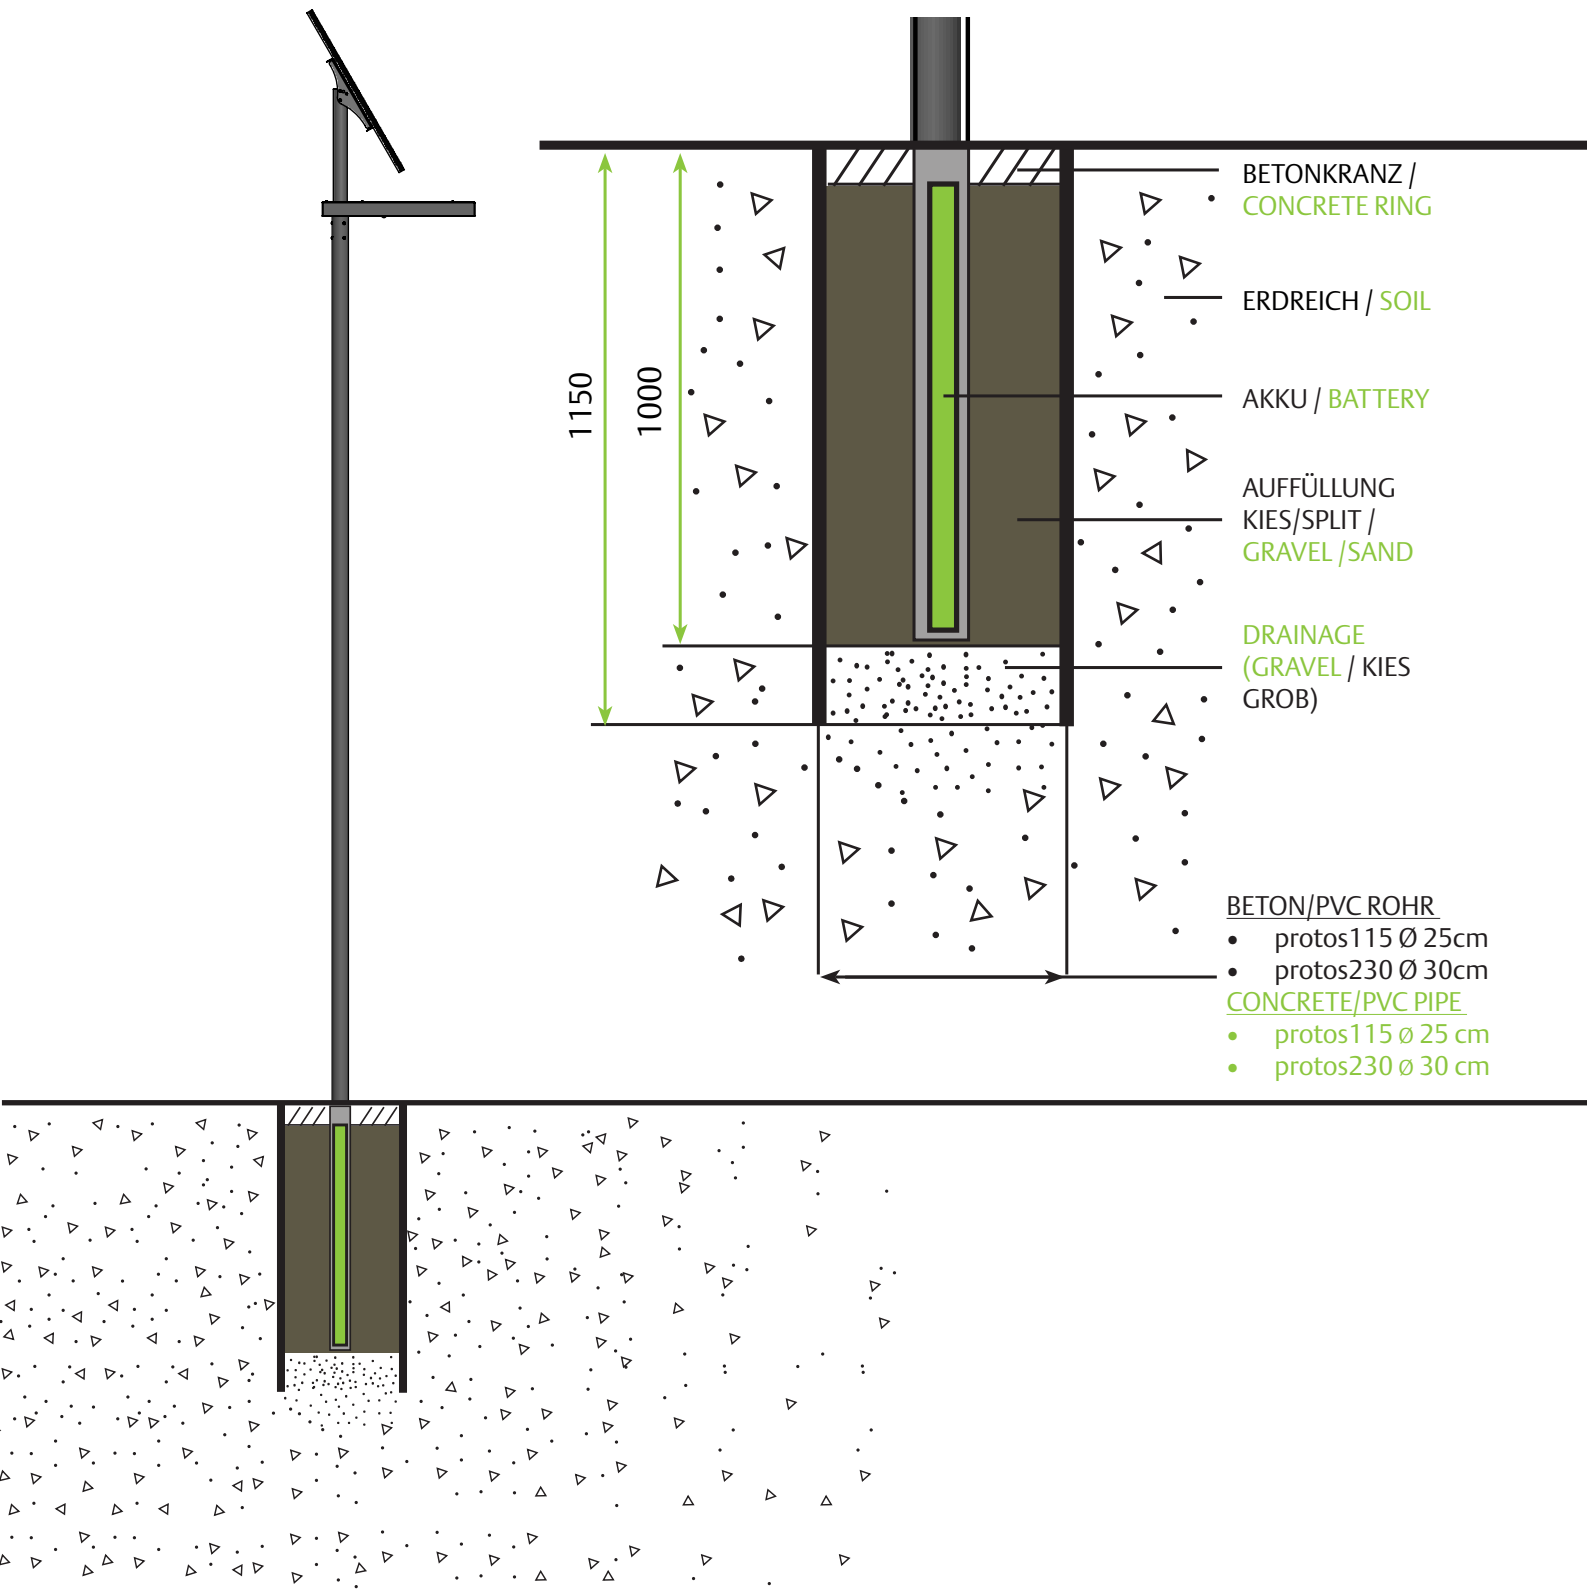 BETONKRANZ /
CONCRETE RING
ERDREICH / SOIL
1150
1000
AKKU / BATTERY
AUFFÜLLUNG
KIES/SPLIT /
GRAVEL /SAND
DRAINAGE
(GRAVEL / KIES
GROB)
BETON/PVC ROHR
• protos115 Ø 25cm
• protos230 Ø 30cm
CONCRETE/PVC PIPE
• protos115 ø 25 cm
• protos230 ø 30 cm